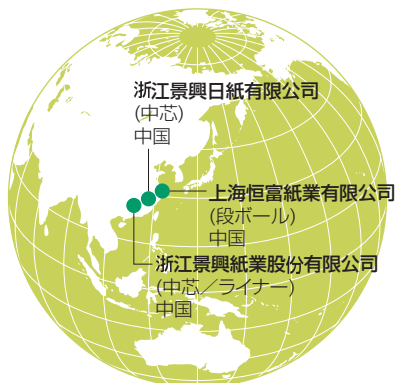 浙江景興日紙有限公司
(中芯)
中国
上海恒富紙業有限公司
(段ボール)
中国
浙江景興紙業股份有限公司
(中芯／ライナー)
中国